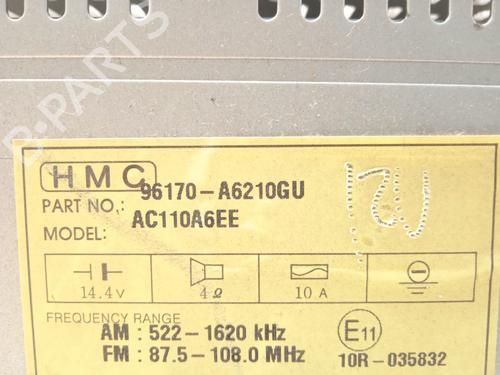 B-PARTS
HMC
PART NO.: 96170-A6210GU
MODEL: AC110A6EE
14.4V 4Ω 10 A
FREQUENCY RANGE
AM : 522-1620 kHz
FM : 87.5-108.0 MHz
E11
10R-035832